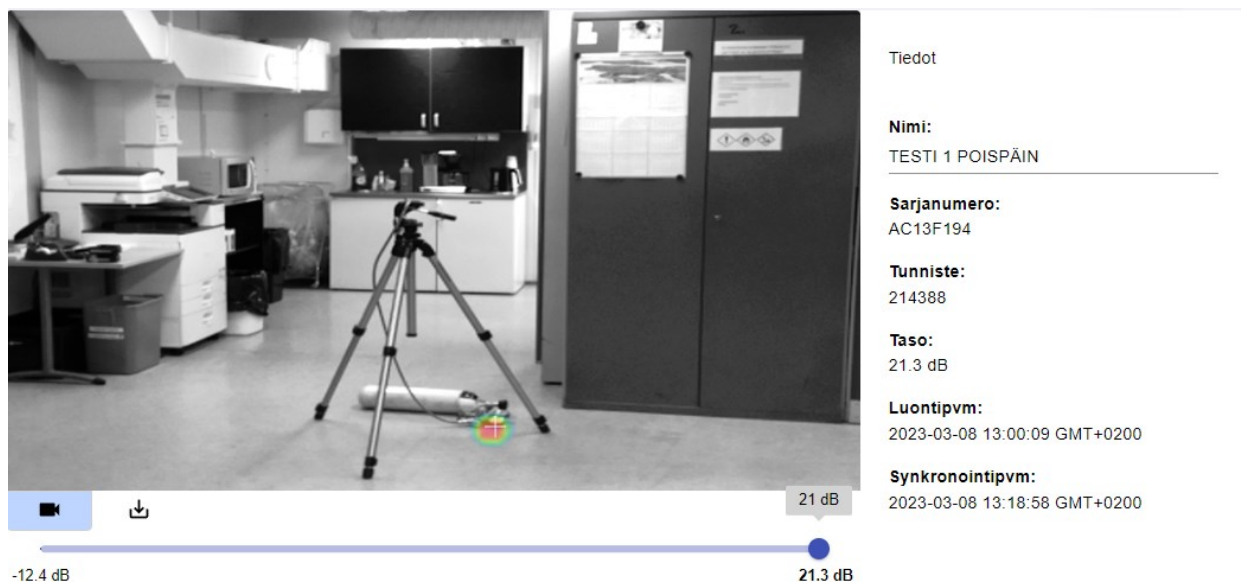 Tiedot
Nimi:
TESTI 1 POISPÄIN
Sarjanumero:
AC13F194
Tunniste:
214388
Taso:
21.3 dB
Luontipvm:
2023-03-08 13:00:09 GMT+0200
Synkronointipvm:
2023-03-08 13:18:58 GMT+0200
21 dB
-12.4 dB
21.3 dB